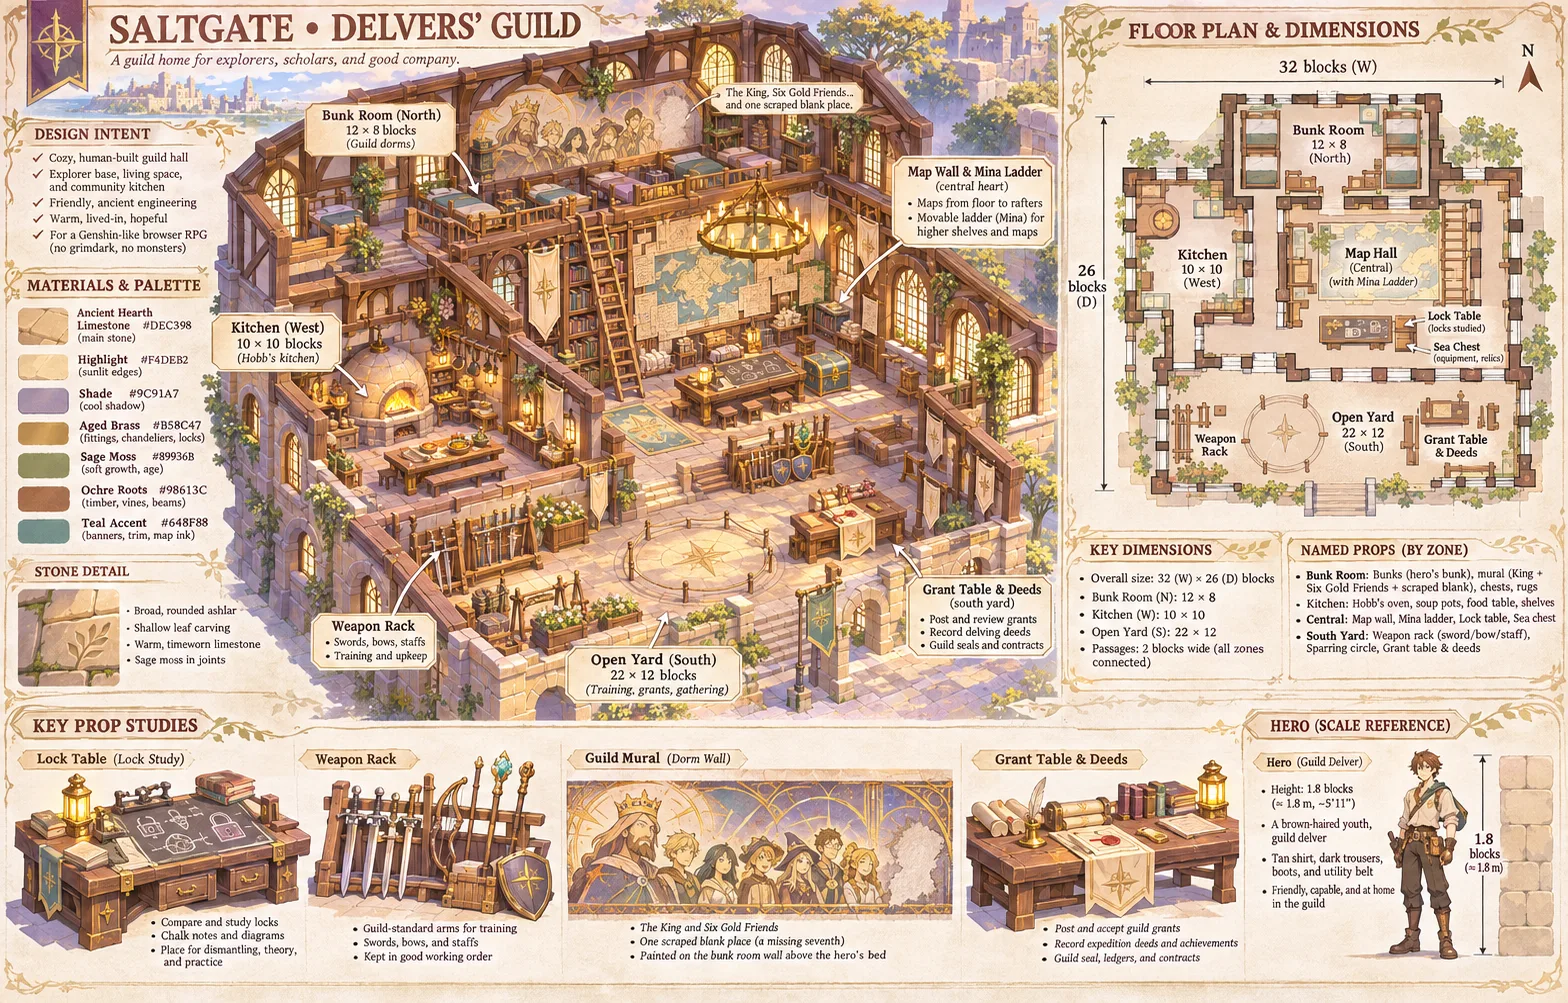 SALTGATE • DELVERS' GUILD
A guild home for explorers, scholars, and good company.
DESIGN INTENT
✓ Cozy, human-built guild hall
✓ Explorer base, living space,
and community kitchen
✓ Friendly, ancient engineering
✓ Warm, lived-in, hopeful
✓ For a Genshin-like browser RPG
(no grimdark, no monsters)
MATERIALS & PALETTE
Ancient Hearth
Limestone #DEC398
(main stone)
Highlight #F4DEB2
(sunlit edges)
Shade #9C91A7
(cool shadow)
Aged Brass #B58C47
(fittings, chandeliers, locks)
Sage Moss #89936B
(soft growth, age)
Ochre Roots #98613C
(timber, vines, beams)
Teal Accent #648F88
(banners, trim, map ink)
STONE DETAIL
• Broad, rounded ashlar
• Shallow leaf carving
• Warm, timeworn limestone
• Sage moss in joints
Bunk Room (North)
12 × 8 blocks
(Guild dorms)
The King, Six Gold Friends...
and one scraped blank place.
Map Wall & Mina Ladder
(central heart)
• Maps from floor to rafters
• Movable ladder (Mina) for
higher shelves and maps
Kitchen (West)
10 × 10 blocks
(Hobb's kitchen)
Weapon Rack
• Swords, bows, staffs
• Training and upkeep
Open Yard (South)
22 × 12 blocks
(Training, grants, gathering)
Grant Table & Deeds
(south yard)
• Post and review grants
• Record delving deeds
• Guild seals and contracts
FLOOR PLAN & DIMENSIONS
N
32 blocks (W)
26
blocks
(D)
Bunk Room
12 × 8
(North)
Kitchen
10 × 10
(West)
Map Hall
(Central)
(with Mina Ladder)
Lock Table
(locks studied)
Sea Chest
(equipment, relics)
Weapon
Rack
Open Yard
22 × 12
(South)
Grant Table
& Deeds
KEY DIMENSIONS
• Overall size: 32 (W) × 26 (D) blocks
• Bunk Room (N): 12 × 8
• Kitchen (W): 10 × 10
• Open Yard (S): 22 × 12
• Passages: 2 blocks wide (all zones
connected)
NAMED PROPS (BY ZONE)
• Bunk Room: Bunks (hero's bunk), mural (King +
Six Gold Friends + scraped blank), chests, rugs
• Kitchen: Hobb's oven, soup pots, food table, shelves
• Central: Map wall, Mina ladder, Lock table, Sea chest
• South Yard: Weapon rack (sword/bow/staff),
Sparring circle, Grant table & deeds
KEY PROP STUDIES
Lock Table (Lock Study)
• Compare and study locks
• Chalk notes and diagrams
• Place for dismantling, theory,
and practice
Weapon Rack
• Guild-standard arms for training
• Swords, bows, and staffs
• Kept in good working order
Guild Mural (Dorm Wall)
• The King and Six Gold Friends
• One scraped blank place (a missing seventh)
• Painted on the bunk room wall above the hero's bed
Grant Table & Deeds
• Post and accept guild grants
• Record expedition deeds and achievements
• Guild seal, ledgers, and contracts
HERO (SCALE REFERENCE)
Hero (Guild Delver)
• Height: 1.8 blocks
(≈ 1.8 m, ~5'11")
• A brown-haired youth,
guild delver
• Tan shirt, dark trousers,
boots, and utility belt
• Friendly, capable, and at home
in the guild
1.8
blocks
(≈ 1.8 m)